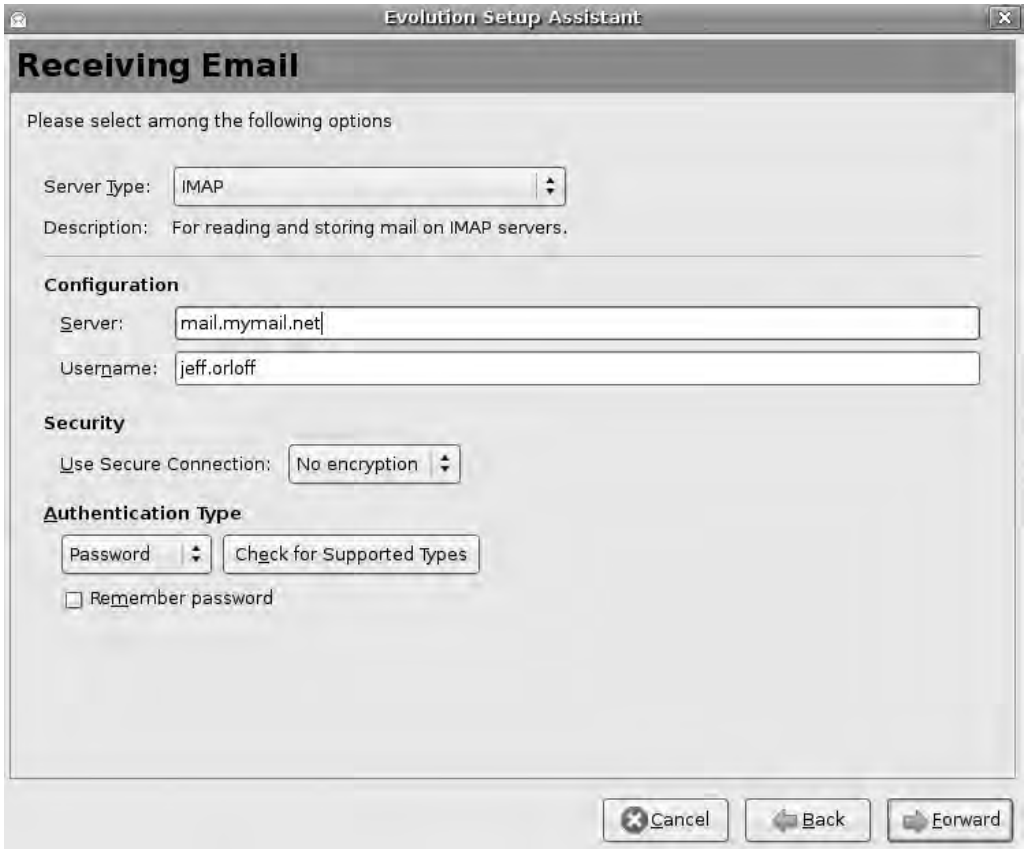 Evolution Setup Assistant
Receiving Email
Please select among the following options
Server Type: IMAP
Description: For reading and storing mail on IMAP servers.
Configuration
Server: mail.mymail.net
Username: jeff.orloff
Security
Use Secure Connection: No encryption
Authentication Type
Password Check for Supported Types
Remember password
Cancel Back Forward